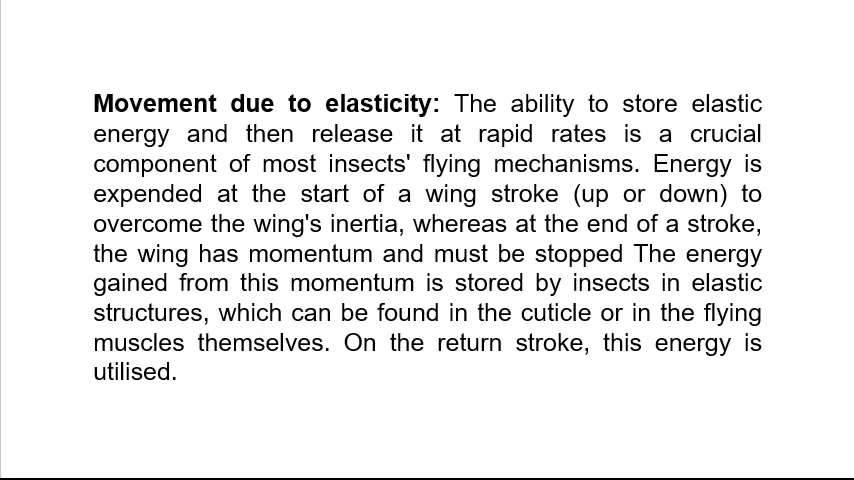 Movement due to elasticity: The ability to store elastic
energy and then release it at rapid rates is a crucial
component of most insects' flying mechanisms. Energy is
expended at the start of a wing stroke (up or down) to
overcome the wing's inertia, whereas at the end of a stroke,
the wing has momentum and must be stopped The energy
gained from this momentum is stored by insects in elastic
structures, which can be found in the cuticle or in the flying
muscles themselves. On the return stroke, this energy is
utilised.